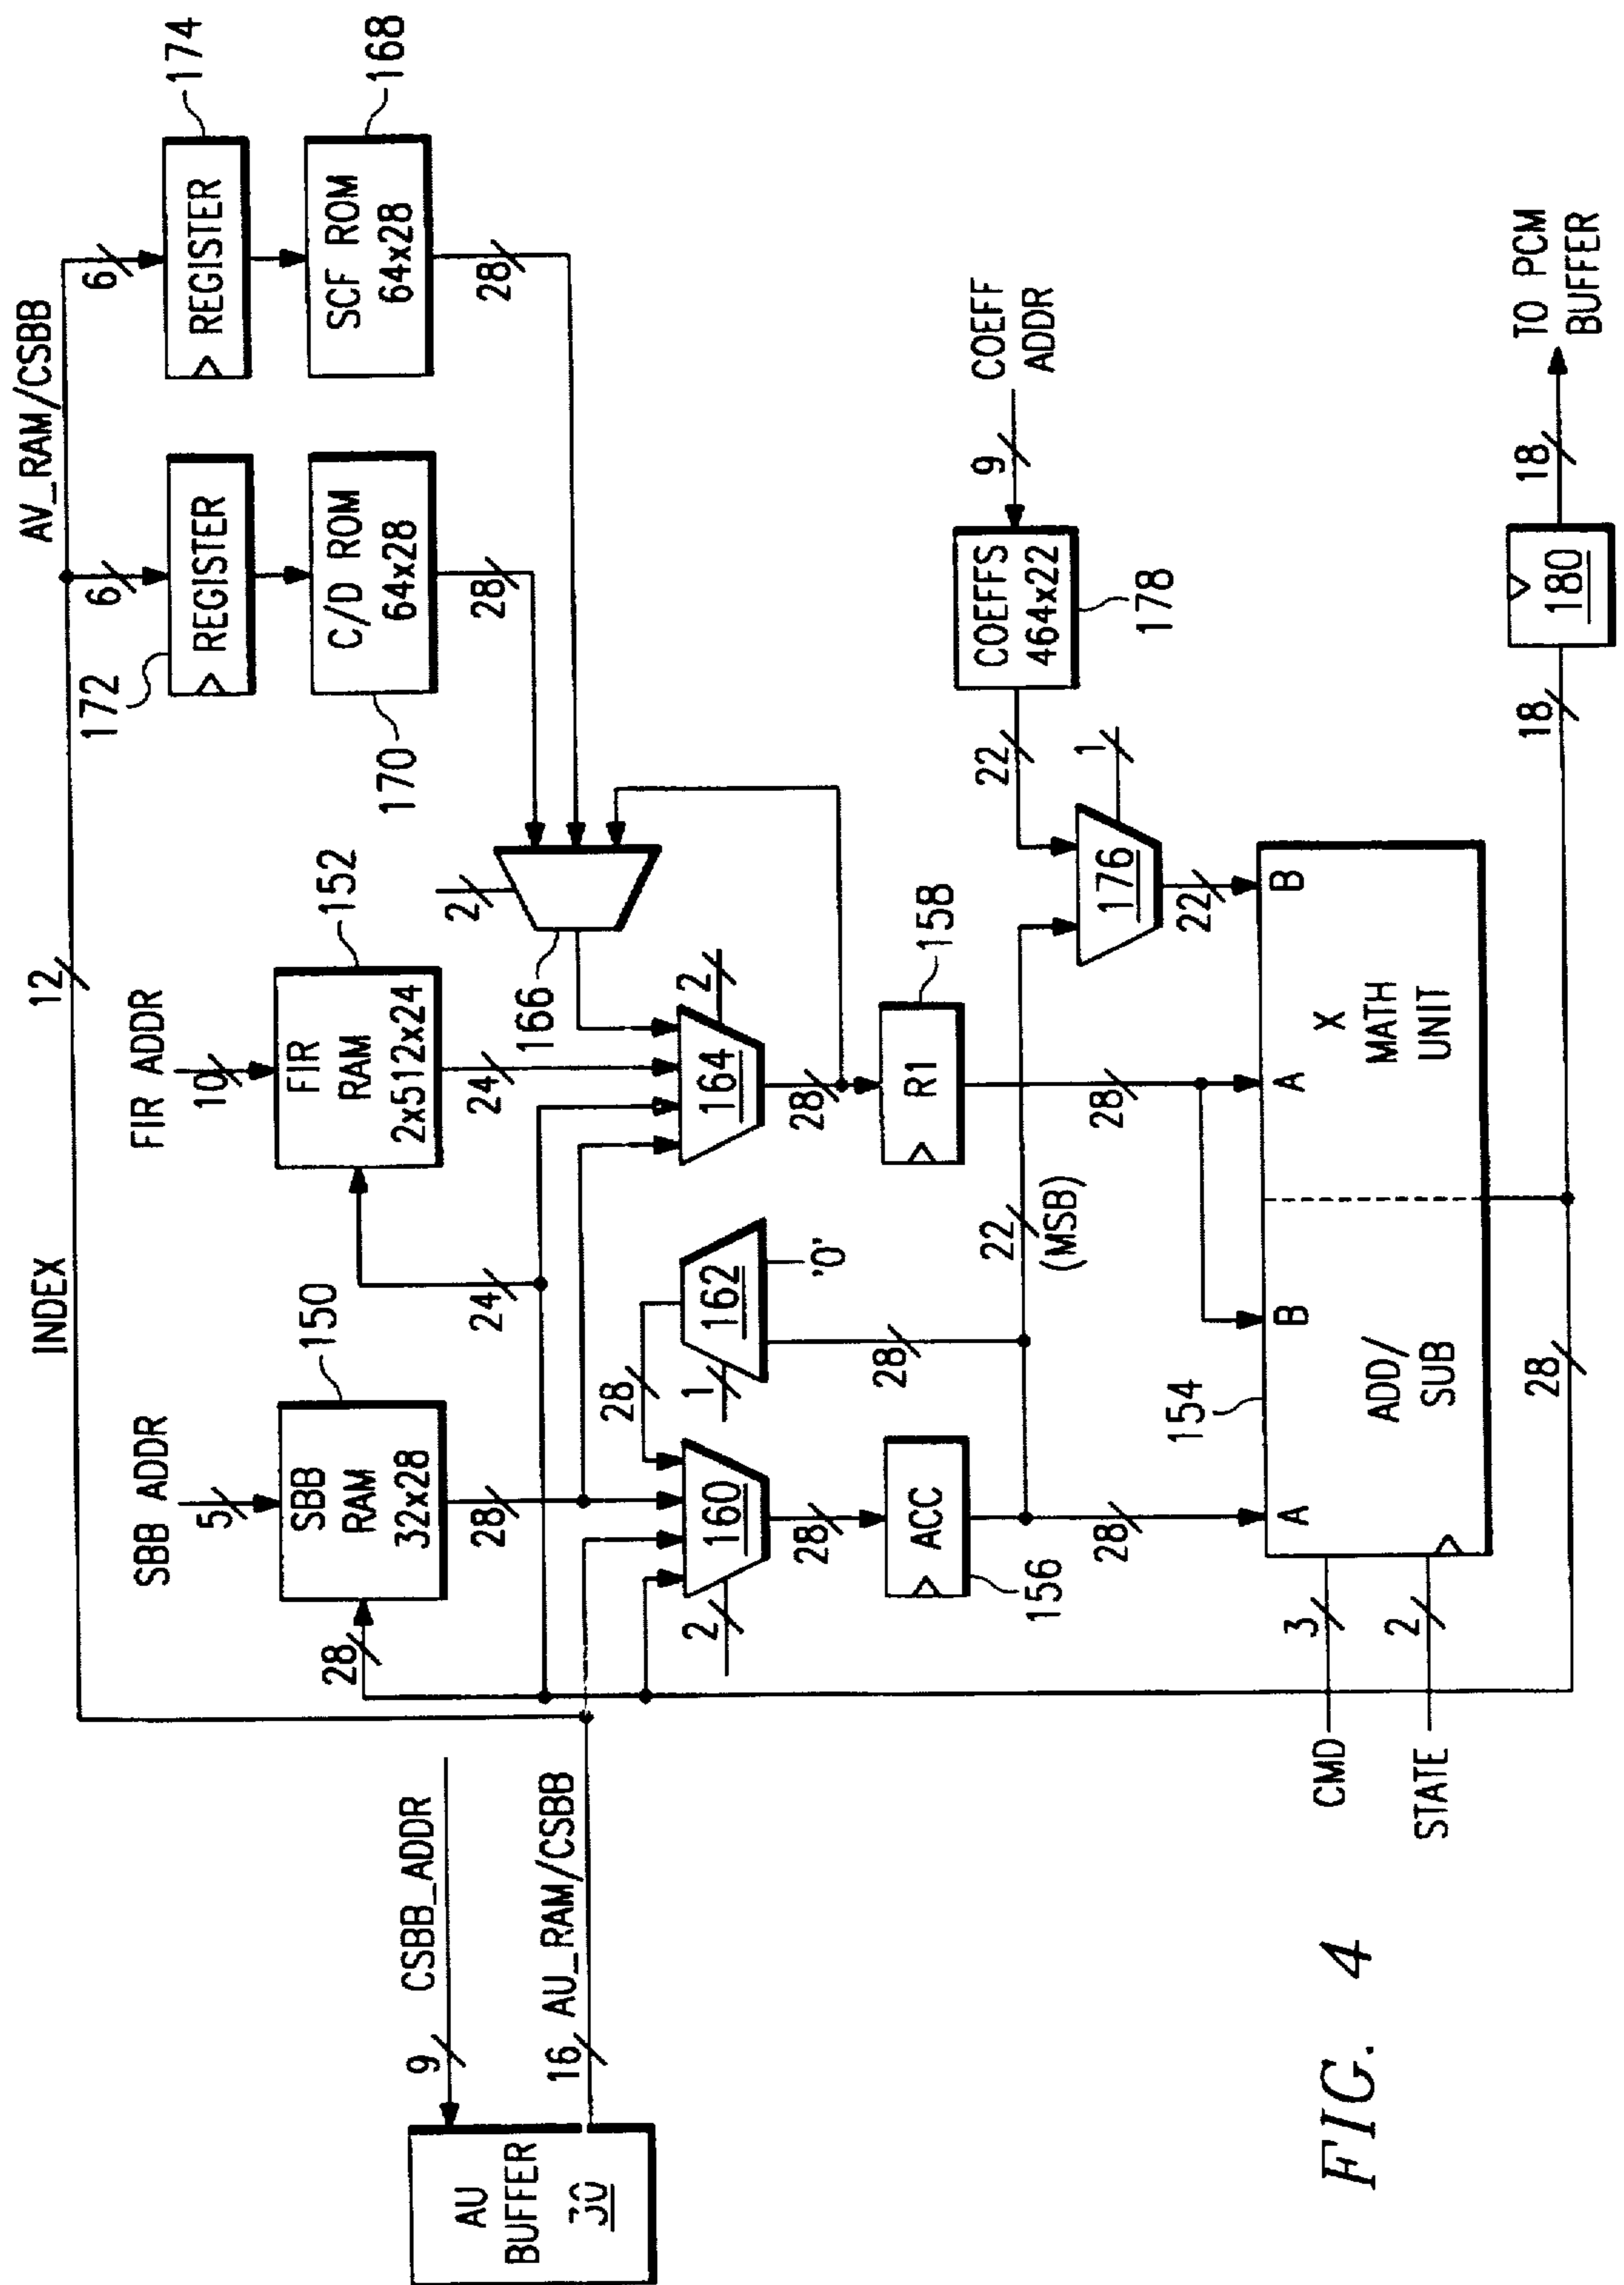 AU
BUFFER
30
9
CSBB_ADDR
16
AU_RAM/CSBB
INDEX
12
AV_RAM/CSBB
SBB ADDR
5
150
SBB
RAM
32x28
28
28
FIR ADDR
10
152
FIR
RAM
2x512x24
24
24
6
172
REGISTER
C/D ROM
64x28
170
28
6
174
REGISTER
SCF ROM
64x28
168
28
2
166
28
1
162
'0'
28
2
160
28
2
164
28
ACC
156
R1
158
22
(MSB)
COEFF
ADDR
9
COEFFS
464x22
178
22
1
176
22
28
28
154
A
B
A
B
ADD/
SUB
X
MATH
UNIT
CMD
3
STATE
2
28
18
180
18
TO PCM
BUFFER
FIG. 4